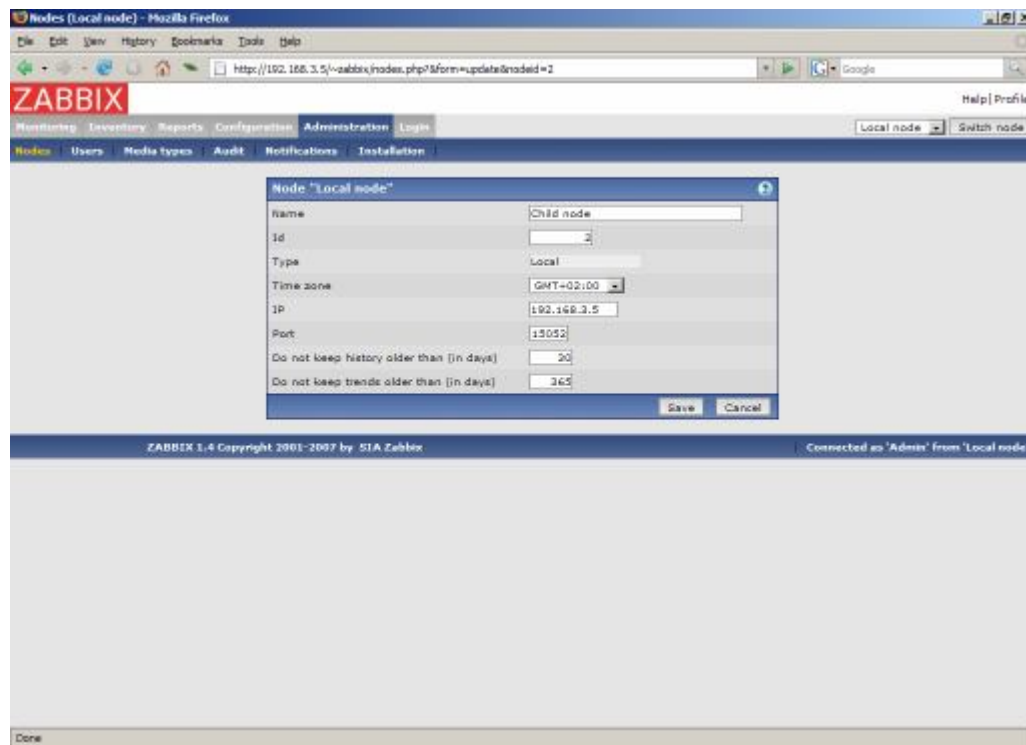 Nodes (Local node) - Mozilla Firefox
File Edit View History Bookmarks Tools Help
http://192.168.3.5/~zabbix/nodes.php?&form=update&nodeid=2 Google
ZABBIX Help | Profile
Monitoring Inventory Reports Configuration Administration Login Local node Switch node
Nodes Users Media types Audit Notifications Installation
Node "Local node"
Name Child node
Id 2
Type Local
Time zone GMT+02:00
IP 192.168.3.5
Port 15052
Do not keep history older than (in days) 30
Do not keep trends older than (in days) 365
Save Cancel
ZABBIX 1.4 Copyright 2001-2007 by SIA Zabbix Connected as 'Admin' from 'Local node
Done